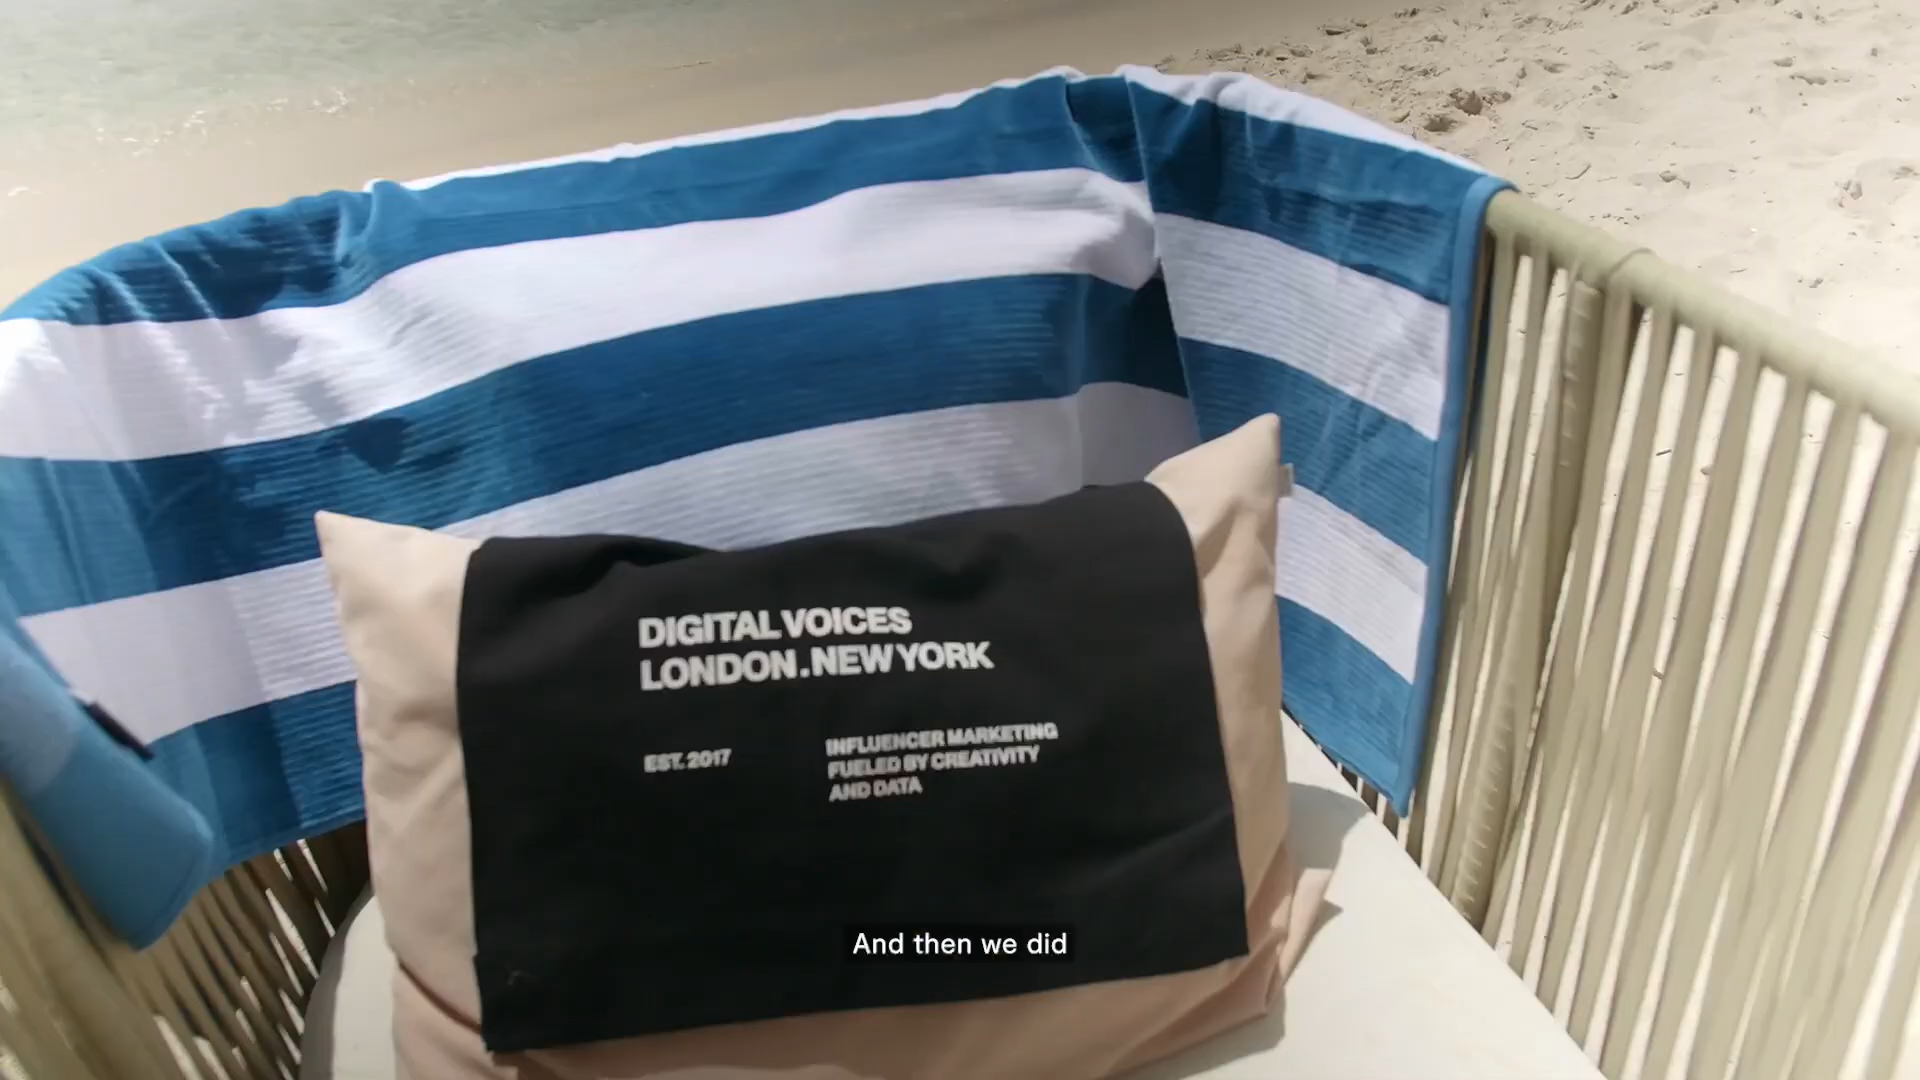 DIGITAL VOICES
LONDON.NEW YORK
EST. 2017
INFLUENCER MARKETING
FUELED BY CREATIVITY
AND DATA
And then we did